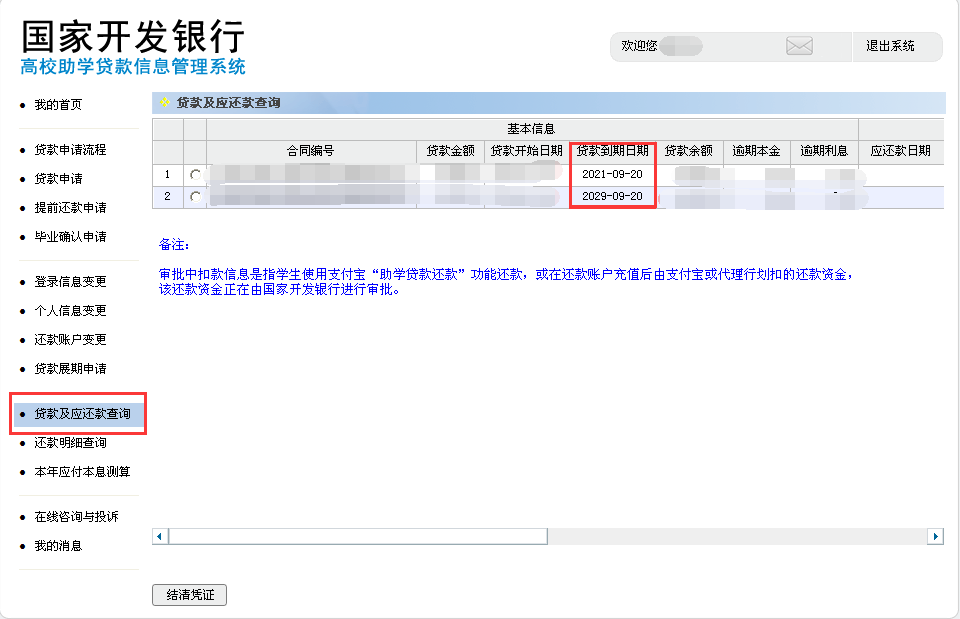 国家开发银行
高校助学贷款信息管理系统
欢迎您
退出系统
我的首页
贷款申请流程
贷款申请
提前还款申请
毕业确认申请
登录信息变更
个人信息变更
还款账户变更
贷款展期申请
贷款及应还款查询
还款明细查询
本年应付本息测算
在线咨询与投诉
我的消息
贷款及应还款查询
基本信息
合同编号 贷款金额 贷款开始日期 贷款到期日期 贷款余额 逾期本金 逾期利息 应还款日期
1 2021-09-20
2 2029-09-20 -
备注：
审批中扣款信息是指学生使用支付宝“助学贷款还款”功能还款，或在还款账户充值后由支付宝或代理行划扣的还款资金，
该还款资金正在由国家开发银行进行审批。
结清凭证